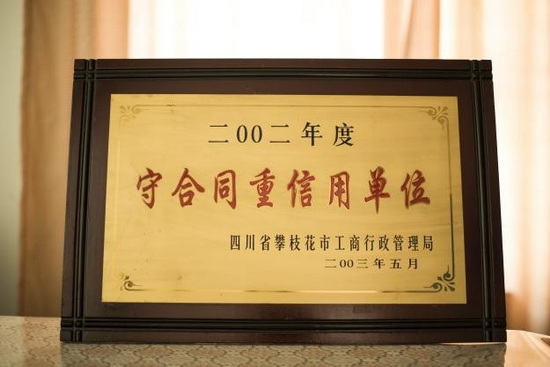 二00二年度
守合同重信用单位
四川省攀枝花市工商行政管理局
二00三年五月